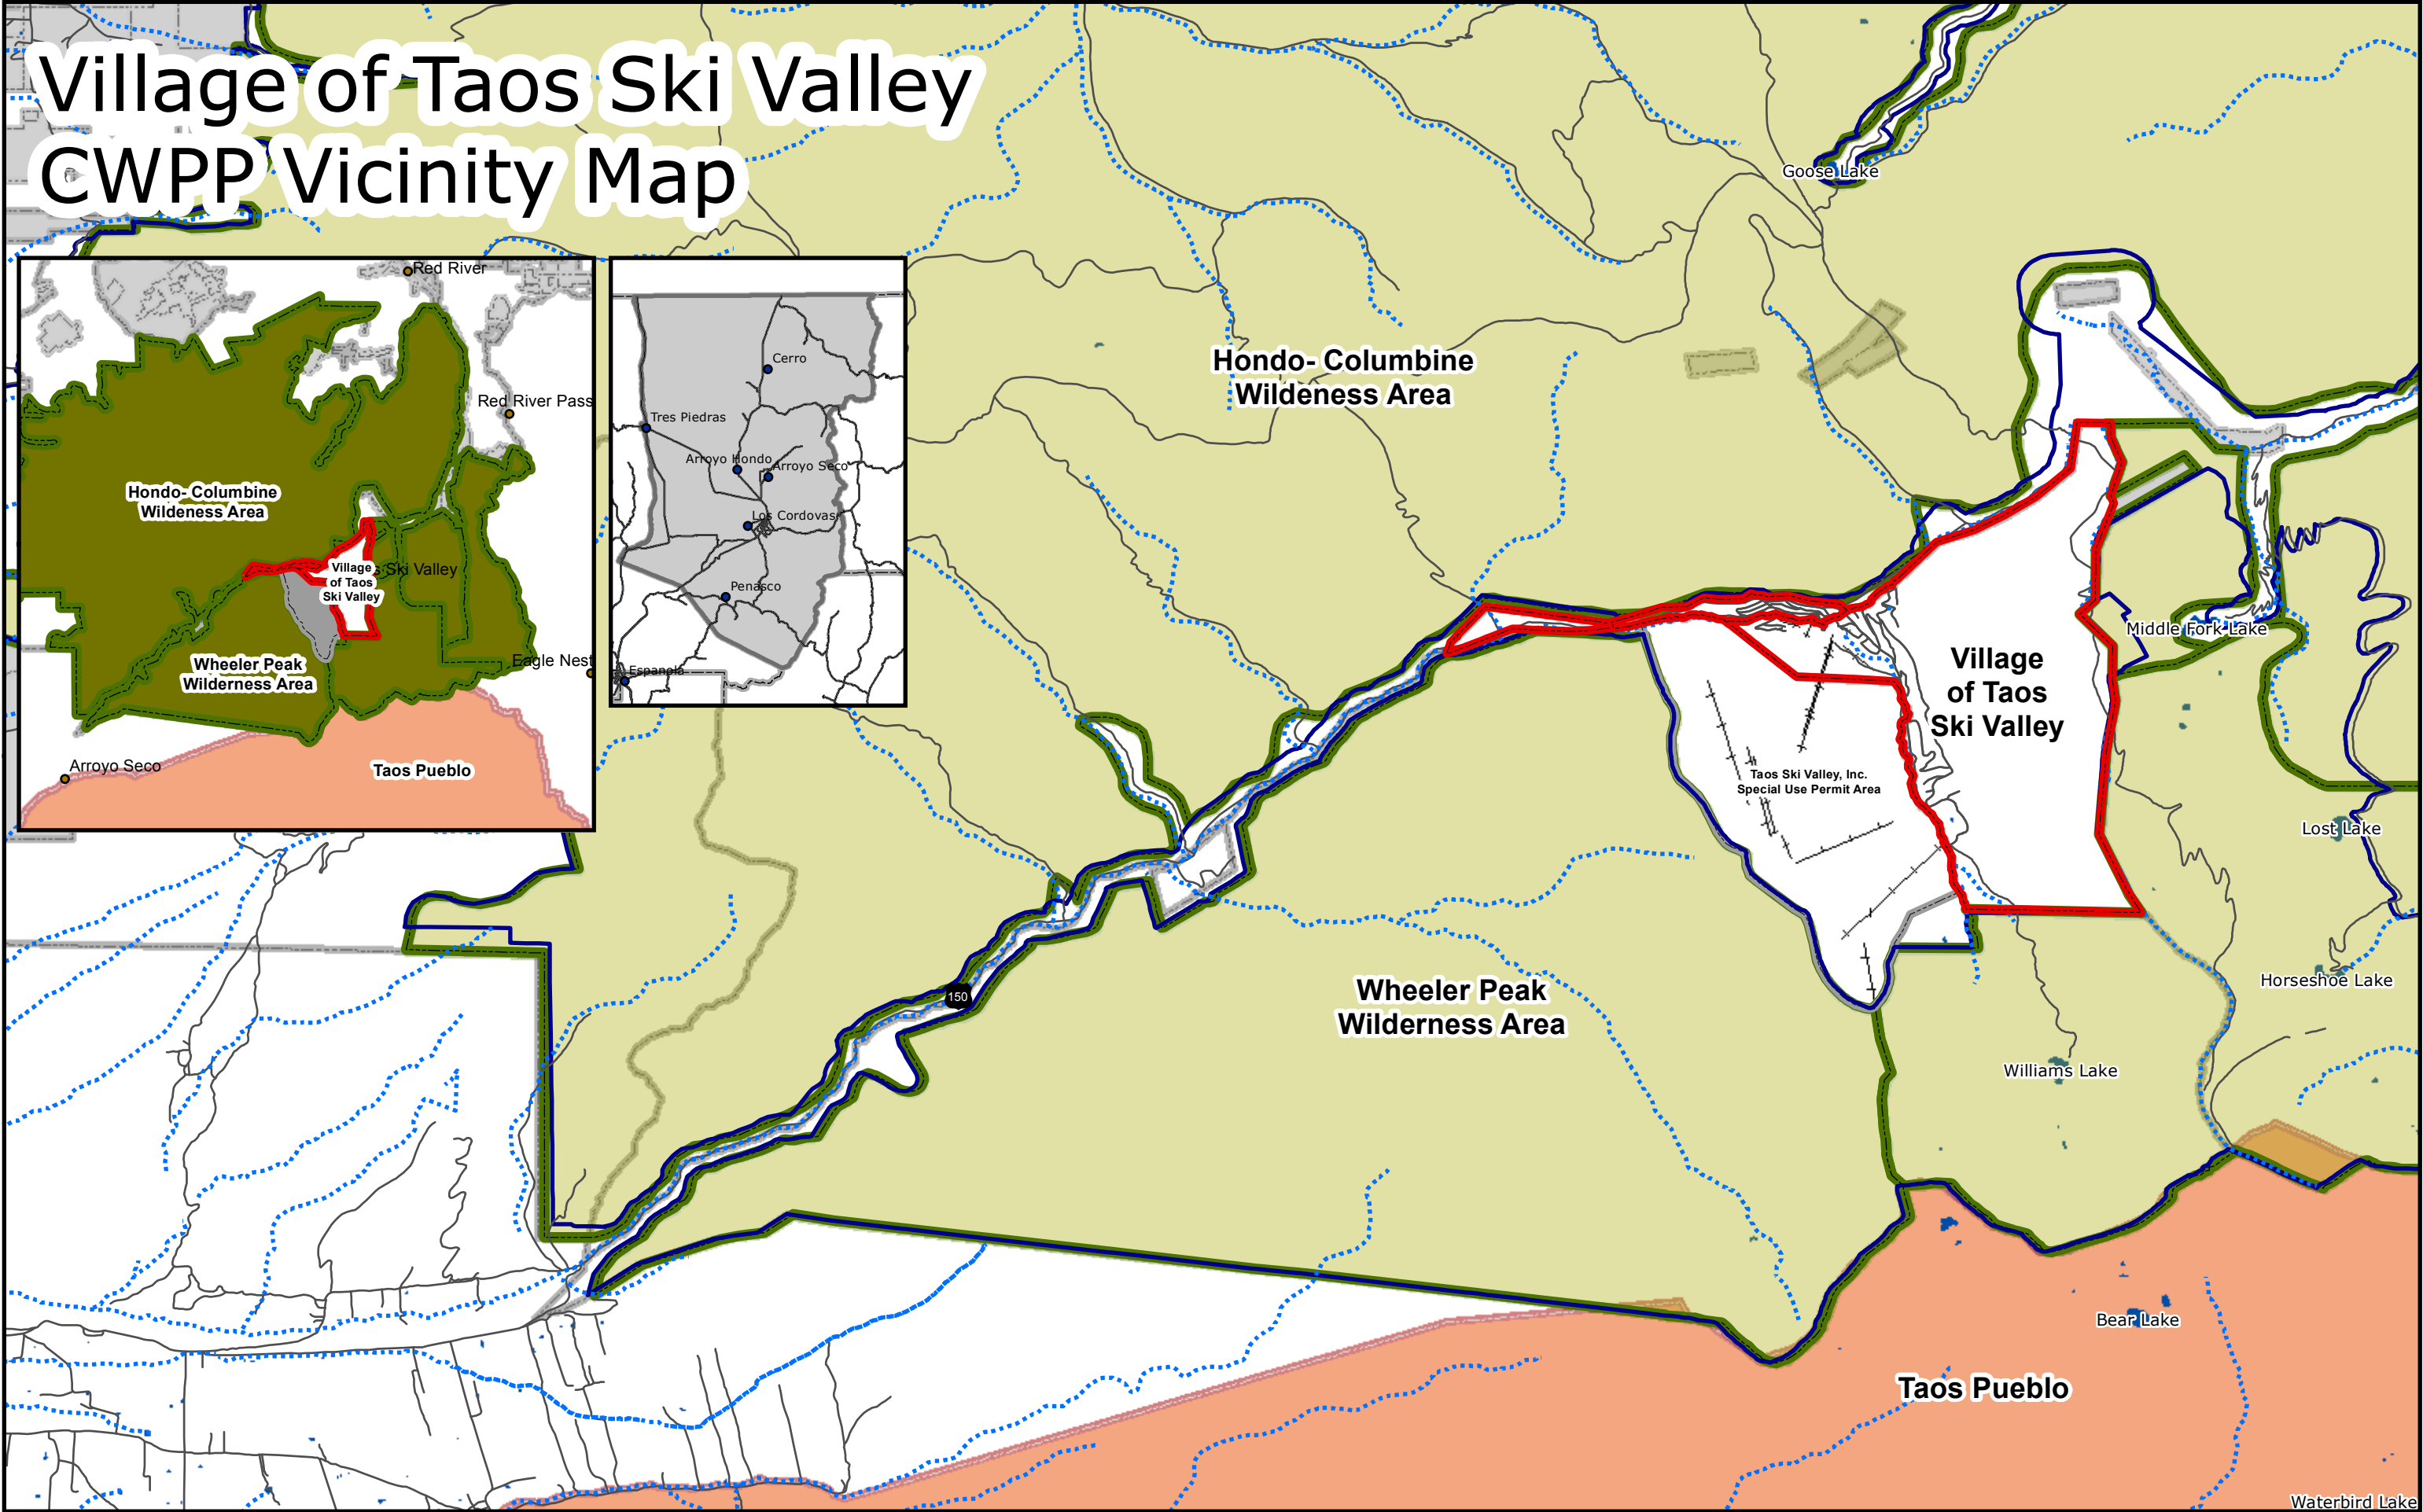 Village of Taos Ski Valley
CWPP Vicinity Map
Goose Lake
Red River
Red River Pass
Hondo- Columbine
Wildeness Area
s Ski Valley
Village
of Taos
Ski Valley
Wheeler Peak
Wilderness Area
Eagle Nest
Arroyo Seco
Taos Pueblo
Cerro
Tres Piedras
Arroyo Hondo
Arroyo Seco
Los Cordovas
Penasco
Espanola
Hondo- Columbine
Wildeness Area
Middle Fork Lake
Village
of Taos
Ski Valley
Taos Ski Valley, Inc.
Special Use Permit Area
Lost Lake
Horseshoe Lake
150
Wheeler Peak
Wilderness Area
Williams Lake
Bear Lake
Taos Pueblo
Waterbird Lake